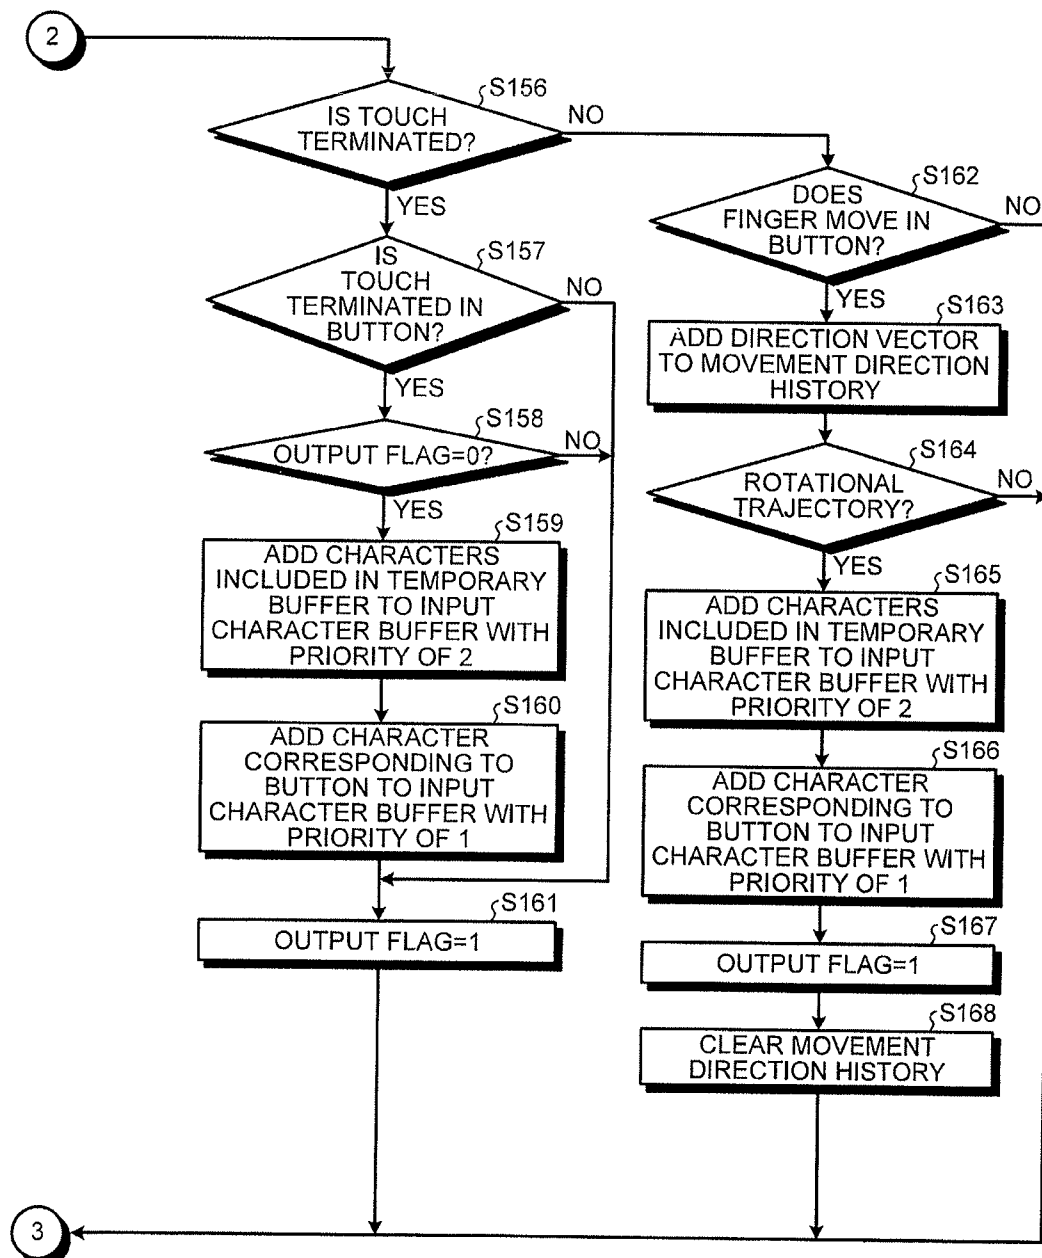 2
S156
IS TOUCH
TERMINATED?
NO
YES
S157
IS
TOUCH
TERMINATED IN
BUTTON?
NO
YES
S158
OUTPUT FLAG=0?
NO
YES
S159
ADD CHARACTERS
INCLUDED IN TEMPORARY
BUFFER TO INPUT
CHARACTER BUFFER WITH
PRIORITY OF 2
S160
ADD CHARACTER
CORRESPONDING TO
BUTTON TO INPUT
CHARACTER BUFFER WITH
PRIORITY OF 1
S161
OUTPUT FLAG=1
S162
DOES
FINGER MOVE IN
BUTTON?
NO
YES
S163
ADD DIRECTION VECTOR
TO MOVEMENT DIRECTION
HISTORY
S164
ROTATIONAL
TRAJECTORY?
NO
YES
S165
ADD CHARACTERS
INCLUDED IN TEMPORARY
BUFFER TO INPUT
CHARACTER BUFFER WITH
PRIORITY OF 2
S166
ADD CHARACTER
CORRESPONDING TO
BUTTON TO INPUT
CHARACTER BUFFER WITH
PRIORITY OF 1
S167
OUTPUT FLAG=1
S168
CLEAR MOVEMENT
DIRECTION HISTORY
3